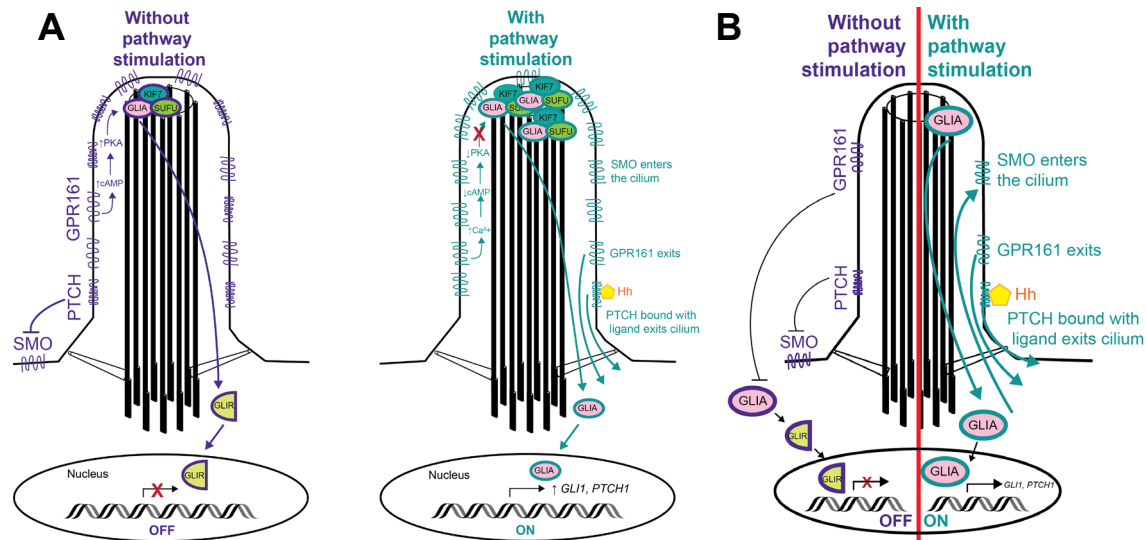 A
Without
pathway
stimulation
KIF7
GLIA
SUFU
↑PKA
↑cAMP
GPR161
PTCH
SMO
GLIR
Nucleus
GLIR
X
OFF
With
pathway
stimulation
KIF7
KIF7
GLIA
GLIA
SUFU
SUFU
KIF7
GLIA
SUFU
X
↓PKA
↓cAMP
↑Ca²⁺
SMO enters
the cilium
GPR161 exits
Hh
PTCH bound with
ligand exits cilium
GLIA
Nucleus
GLIA
↑ GLI1, PTCH1
ON
B
Without
pathway
stimulation
With
pathway
stimulation
GLIA
GPR161
SMO enters
the cilium
PTCH
GPR161 exits
Hh
SMO
PTCH bound with
ligand exits cilium
GLIA
GLIR
GLIA
GLIR
X
GLIA
GLI1, PTCH1
OFF
ON